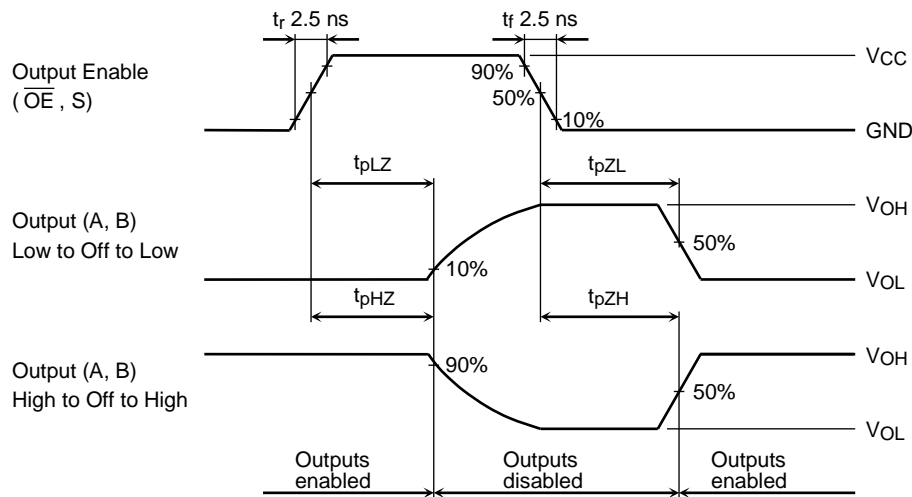 tr 2.5 ns
tf 2.5 ns
Output Enable
( OE , S)
90%
50%
10%
VCC
GND
tpLZ
tpZL
Output (A, B)
Low to Off to Low
10%
50%
VOH
VOL
tpHZ
tpZH
Output (A, B)
High to Off to High
90%
50%
VOH
VOL
Outputs
enabled
Outputs
disabled
Outputs
enabled